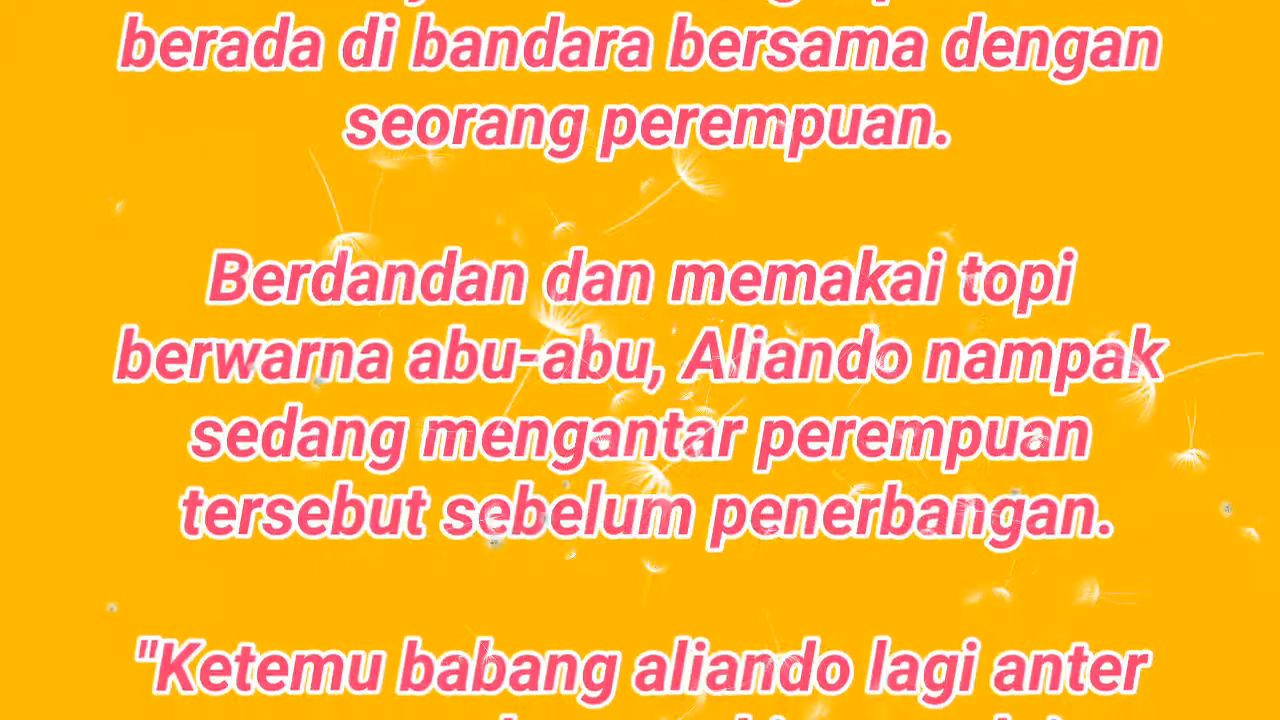 berada di bandara bersama dengan
seorang perempuan.
Berdandan dan memakai topi
berwarna abu-abu, Aliando nampak
sedang mengantar perempuan
tersebut sebelum penerbangan.
"Ketemu babang aliando lagi anter